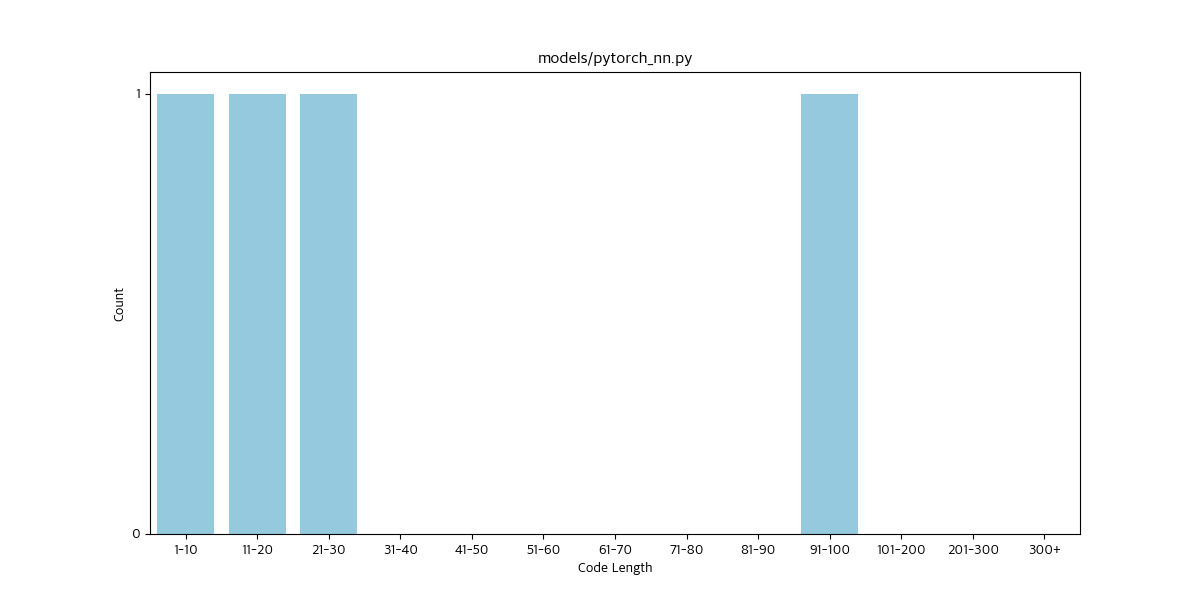 models/pytorch_nn.py
1
Count
0
1-10 11-20 21-30 31-40 41-50 51-60 61-70 71-80 81-90 91-100 101-200 201-300 300+
Code Length